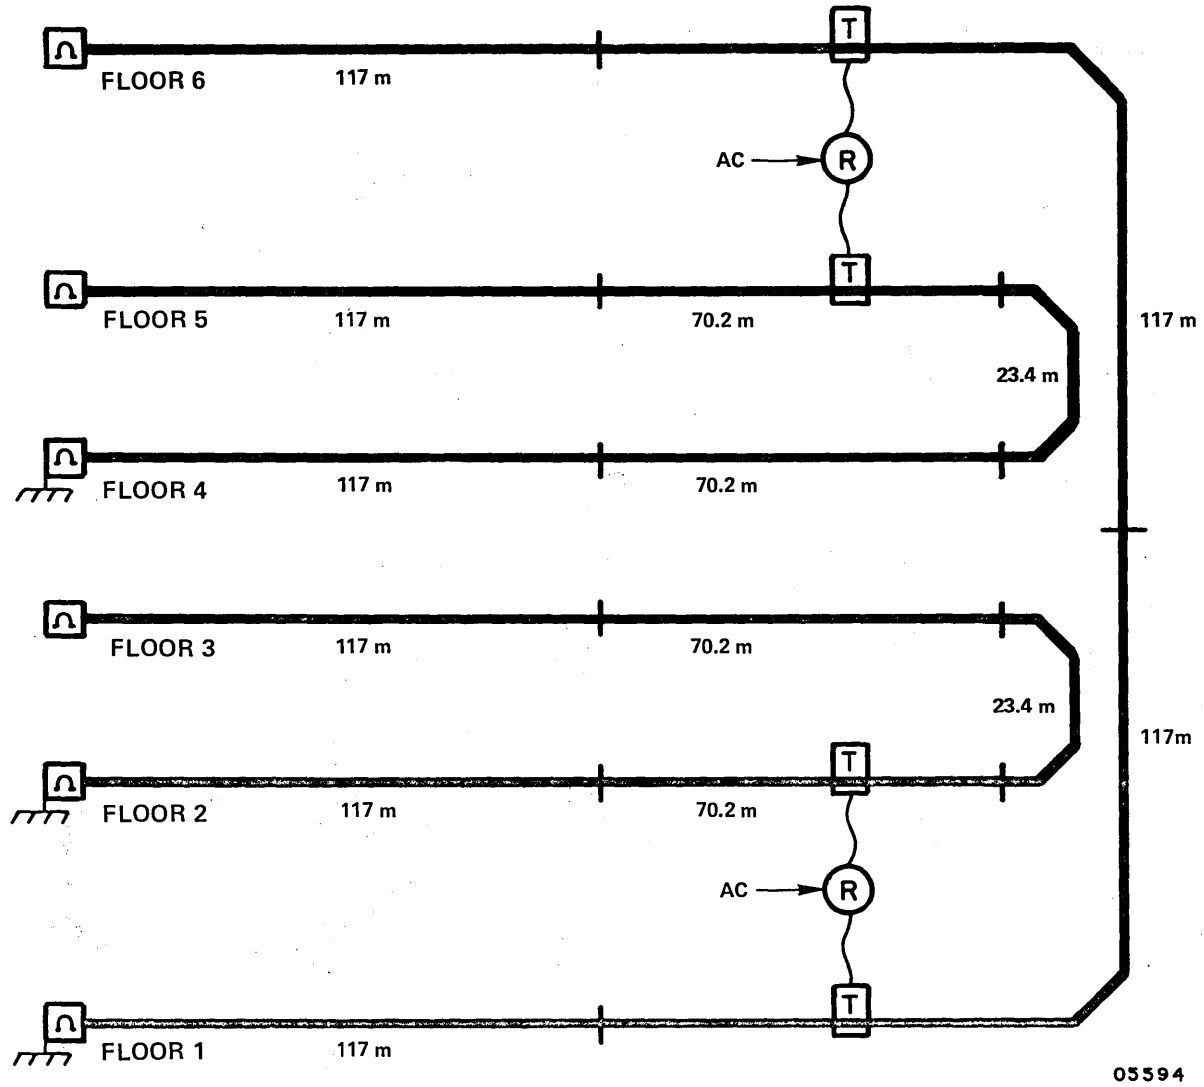 T
Ω
FLOOR 6
117 m
AC
R
T
Ω
FLOOR 5
117 m
70.2 m
117 m
23.4 m
Ω
FLOOR 4
117 m
70.2 m
Ω
FLOOR 3
117 m
70.2 m
23.4 m
117m
T
Ω
FLOOR 2
117 m
70.2 m
AC
R
T
Ω
FLOOR 1
117 m
05594